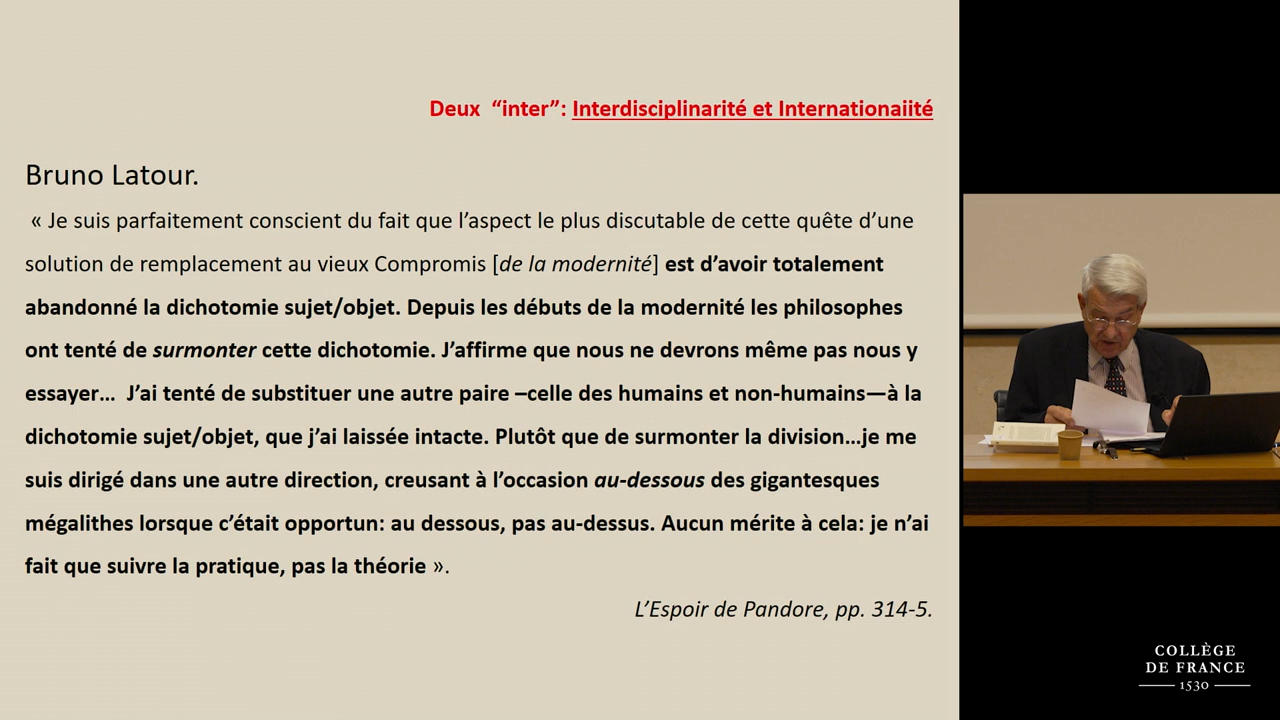 Deux “inter”: Interdisciplinarité et Internationaiité
Bruno Latour.
« Je suis parfaitement conscient du fait que l’aspect le plus discutable de cette quête d’une
solution de remplacement au vieux Compromis [de la modernité] est d’avoir totalement
abandonné la dichotomie sujet/objet. Depuis les débuts de la modernité les philosophes
ont tenté de surmonter cette dichotomie. J’affirme que nous ne devrons même pas nous y
essayer… J’ai tenté de substituer une autre paire –celle des humains et non-humains—à la
dichotomie sujet/objet, que j’ai laissée intacte. Plutôt que de surmonter la division…je me
suis dirigé dans une autre direction, creusant à l’occasion au-dessous des gigantesques
mégalithes lorsque c’était opportun: au dessous, pas au-dessus. Aucun mérite à cela: je n’ai
fait que suivre la pratique, pas la théorie ».
L’Espoir de Pandore, pp. 314-5.
COLLÈGE
DE FRANCE
1530